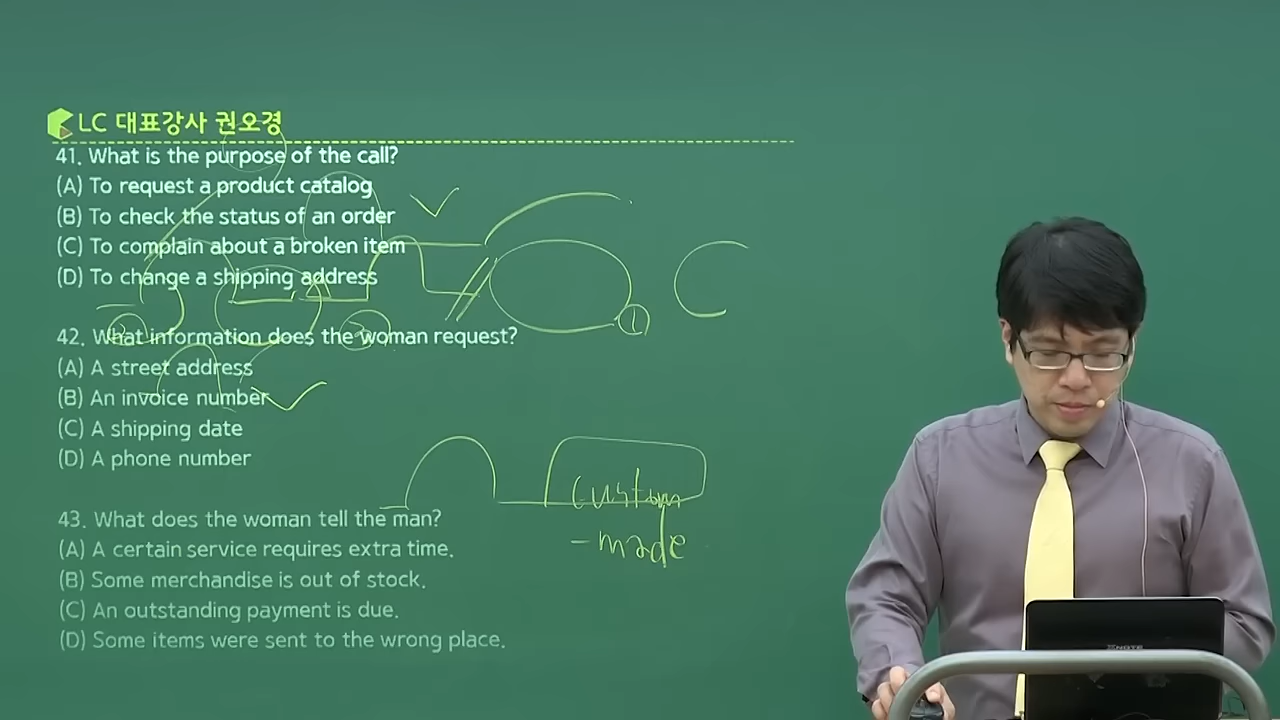 LC 대표강사 권오경
41. What is the purpose of the call?
(A) To request a product catalog
(B) To check the status of an order
(C) To complain about a broken item
(D) To change a shipping address
①
②
③
42. What information does the woman request?
(A) A street address
(B) An invoice number
(C) A shipping date
(D) A phone number
custom
-made
43. What does the woman tell the man?
(A) A certain service requires extra time.
(B) Some merchandise is out of stock.
(C) An outstanding payment is due.
(D) Some items were sent to the wrong place.